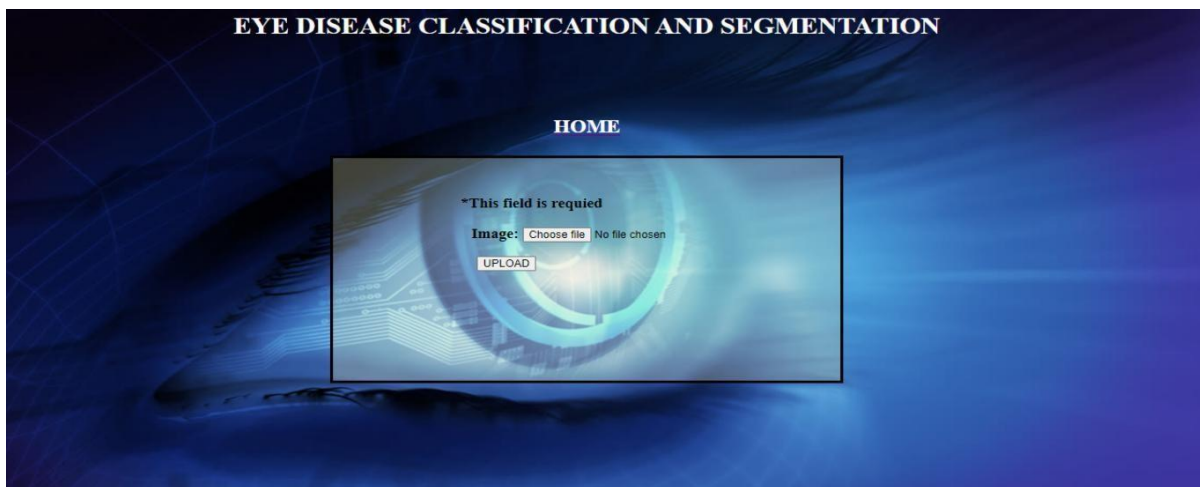 EYE DISEASE CLASSIFICATION AND SEGMENTATION
HOME
*This field is requied
Image: Choose file No file chosen
UPLOAD